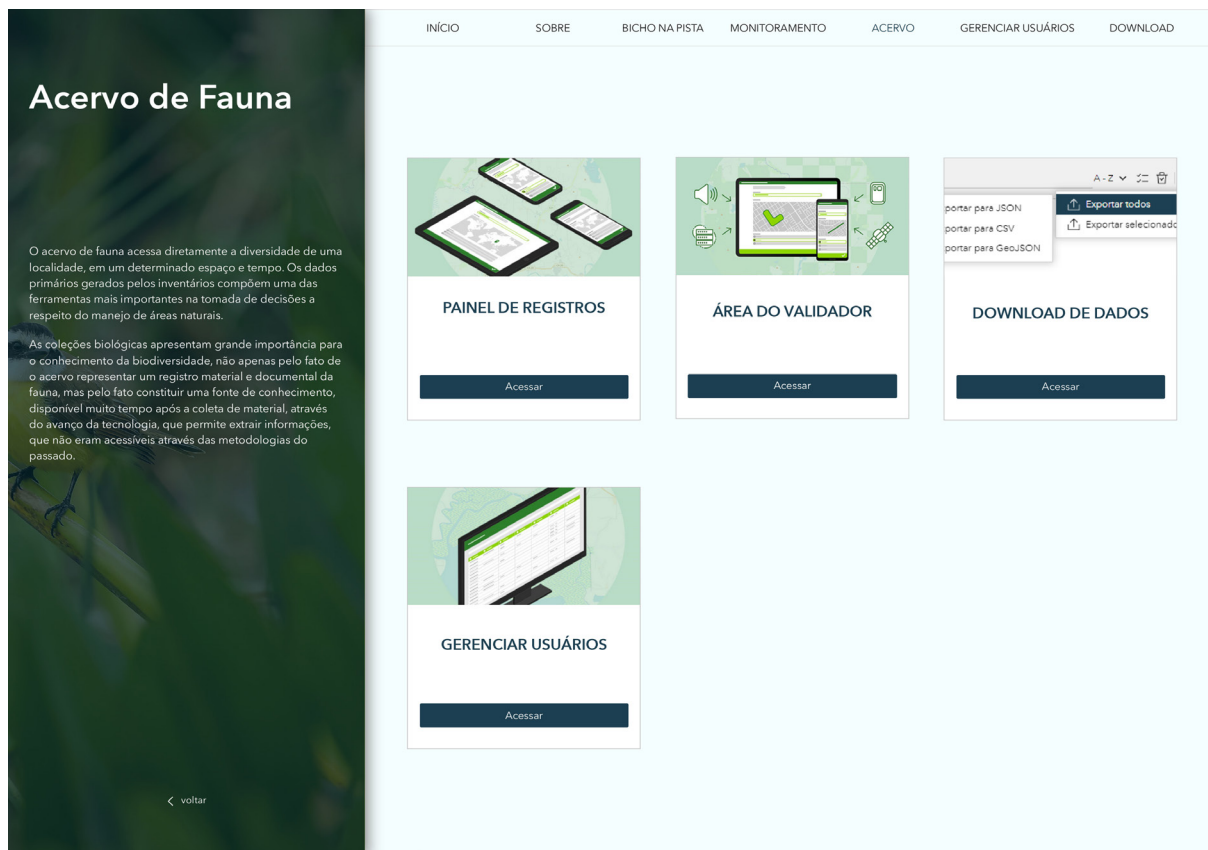 INÍCIO SOBRE BICHO NA PISTA MONITORAMENTO ACERVO GERENCIAR USUÁRIOS DOWNLOAD
Acervo de Fauna
O acervo de fauna acessa diretamente a diversidade de uma
localidade, em um determinado espaço e tempo. Os dados
primários gerados pelos inventários compõem uma das
ferramentas mais importantes na tomada de decisões a
respeito do manejo de áreas naturais.
As coleções biológicas apresentam grande importância para
o conhecimento da biodiversidade, não apenas pelo fato de
o acervo representar um registro material e documental da
fauna, mas pelo fato constituir uma fonte de conhecimento,
disponível muito tempo após a coleta de material, através
do avanço da tecnologia, que permite extrair informações,
que não eram acessíveis através das metodologias do
passado.
voltar
PAINEL DE REGISTROS
Acessar
ÁREA DO VALIDADOR
Acessar
A-Z
portar para JSON
portar para CSV
portar para GeoJSON
Exportar todos
Exportar selecionado
DOWNLOAD DE DADOS
Acessar
GERENCIAR USUÁRIOS
Acessar